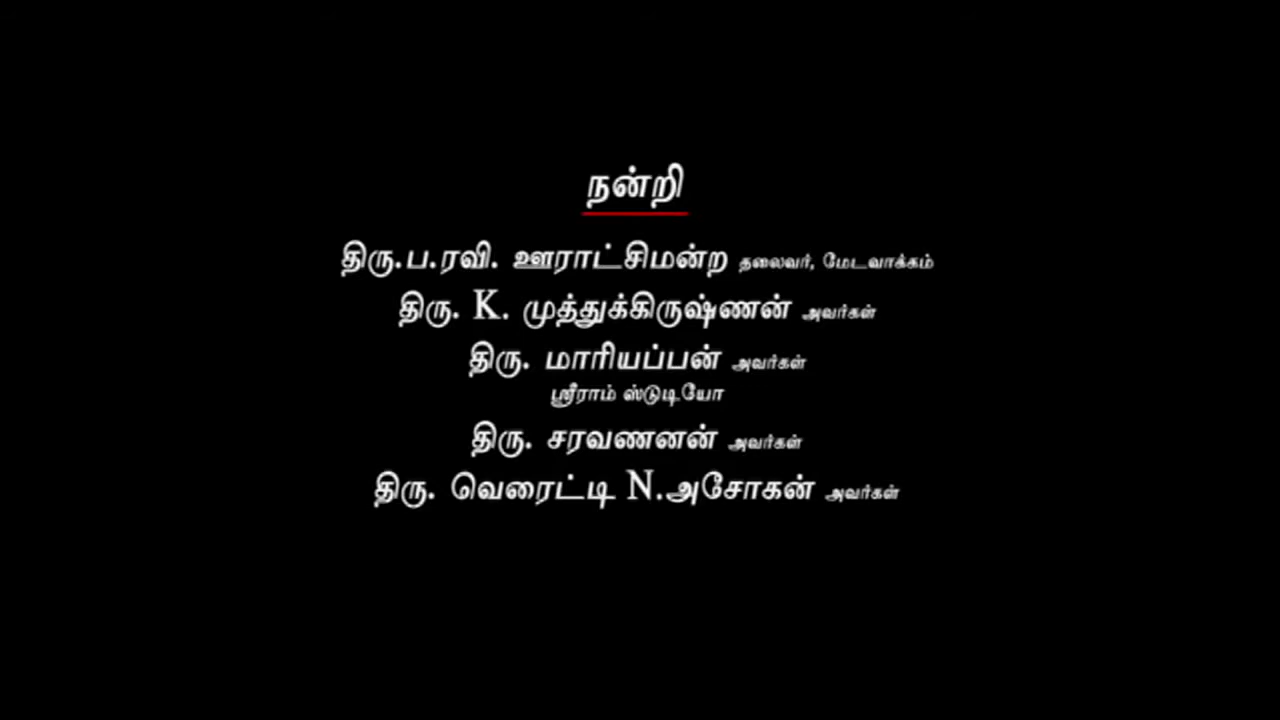 நன்றி
திரு.ப.ரவி. ஊராட்சிமன்ற தலைவர், மேடவாக்கம்
திரு. K. முத்துக்கிருஷ்ணன் அவர்கள்
திரு. மாரியப்பன் அவர்கள்
ஸ்ரீராம் ஸ்டுடியோ
திரு. சரவணனன் அவர்கள்
திரு. வெரைட்டி N.அசோகன் அவர்கள்